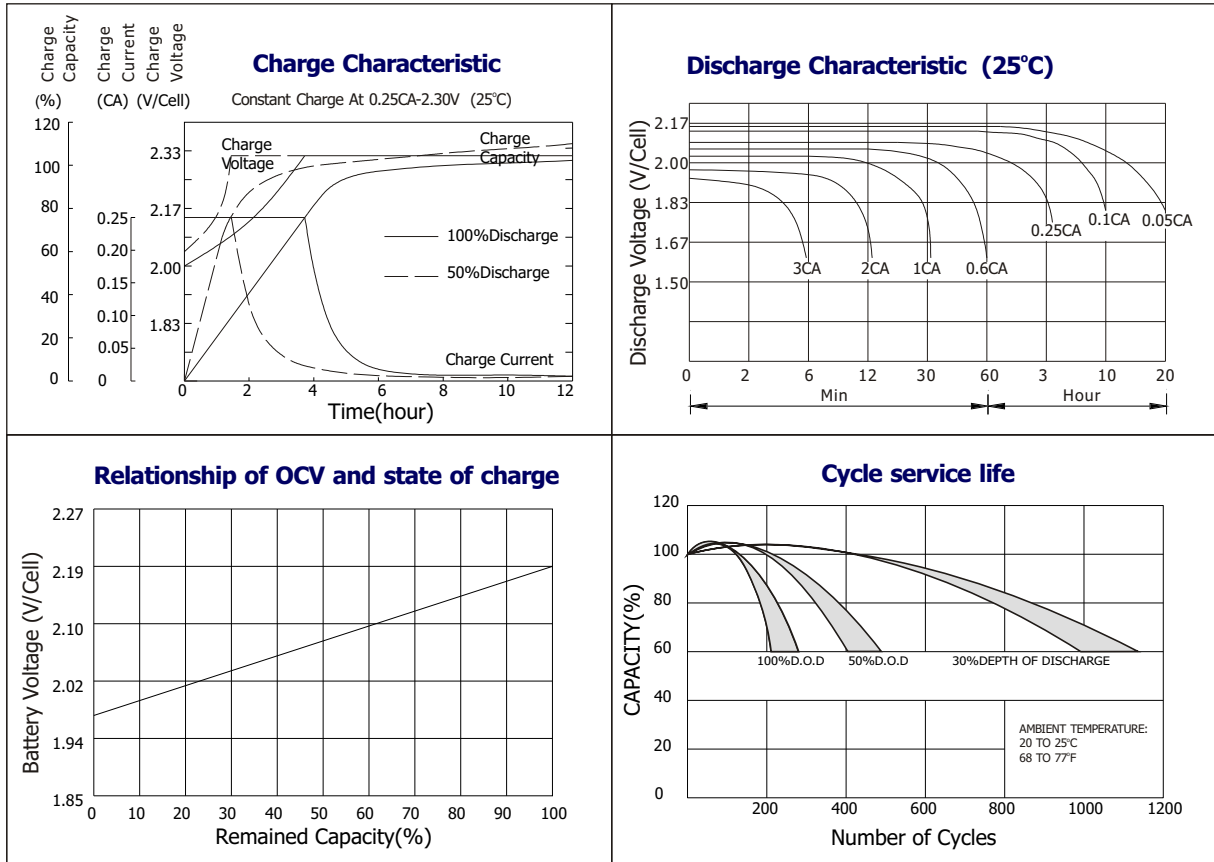 Charge Capacity
Charge Current
Charge Voltage
(%)
(CA)
(V/Cell)
Charge Characteristic
Constant Charge At 0.25CA-2.30V (25°C)
120
100
80
60
40
20
0
0.25
0.20
0.15
0.10
0.05
0
2.33
2.17
2.00
1.83
Charge Voltage
Charge Capacity
100%Discharge
50%Discharge
Charge Current
0 2 4 6 8 10 12
Time(hour)
Discharge Characteristic (25°C)
Discharge Voltage (V/Cell)
2.17
2.00
1.83
1.67
1.50
3CA
2CA
1CA
0.6CA
0.25CA
0.1CA
0.05CA
0 2 6 12 30 60 3 10 20
Min
Hour
Relationship of OCV and state of charge
Battery Voltage (V/Cell)
2.27
2.19
2.10
2.02
1.94
1.85
0 10 20 30 40 50 60 70 80 90 100
Remained Capacity(%)
Cycle service life
CAPACITY(%)
120
100
80
60
40
20
0
100%D.O.D
50%D.O.D
30%DEPTH OF DISCHARGE
AMBIENT TEMPERATURE:
20 TO 25°C
68 TO 77°F
200 400 600 800 1000 1200
Number of Cycles